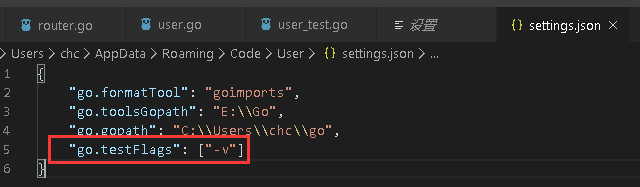 router.go user.go user_test.go 设置 {} settings.json ×
Users > chc > AppData > Roaming > Code > User > {} settings.json > ...
1 {
2 "go.formatTool": "goimports",
3 "go.toolsGopath": "E:\\Go",
4 "go.gopath": "C:\\Users\\chc\\go",
5 "go.testFlags": ["-v"]
6 }